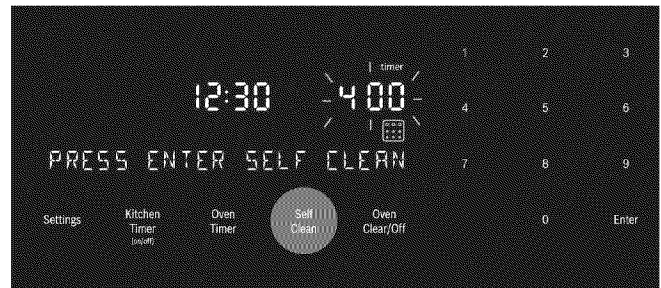 timer
12:30
4 00
PRESS ENTER SELF CLEAN
Settings
Kitchen
Timer
(on/off)
Oven
Timer
Self
Clean
Oven
Clear/Off
1 2 3
4 5 6
7 8 9
0 Enter